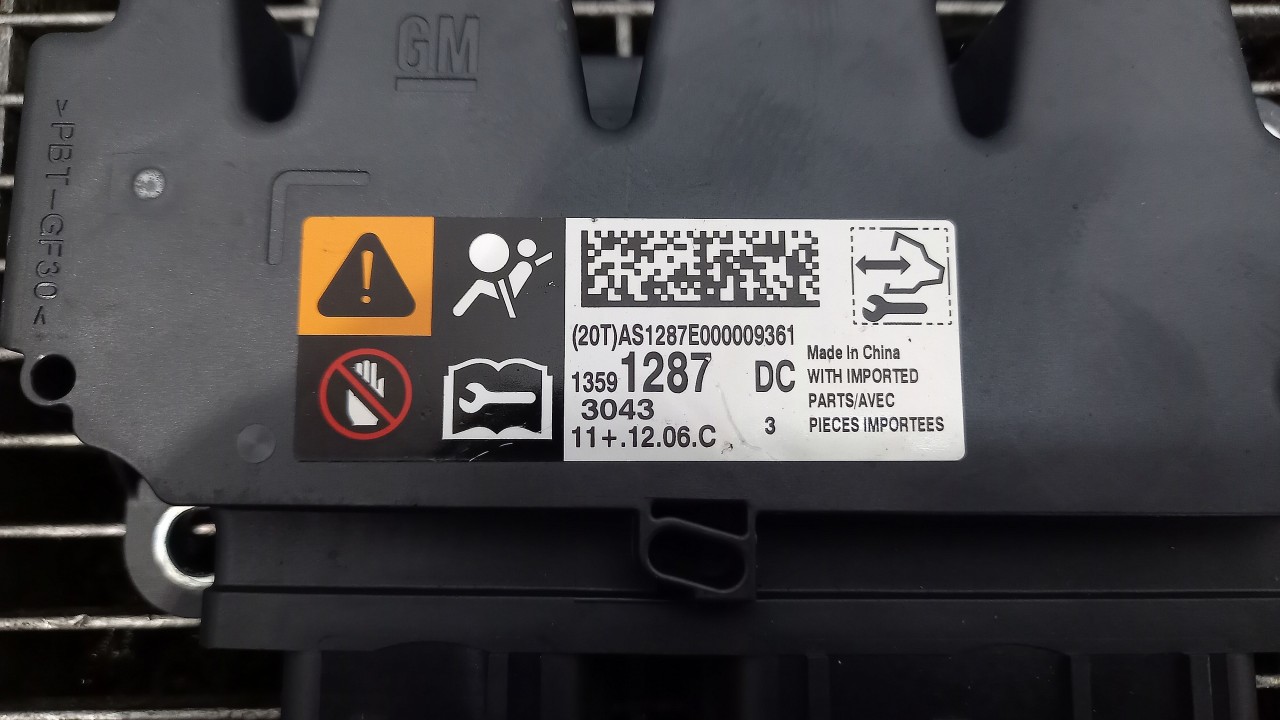 GM
>PBT-GF30<
(20T)AS1287E000009361
1359 1287 DC
3043
11+.12.06.C 3
Made In China
WITH IMPORTED
PARTS/AVEC
PIECES IMPORTEES